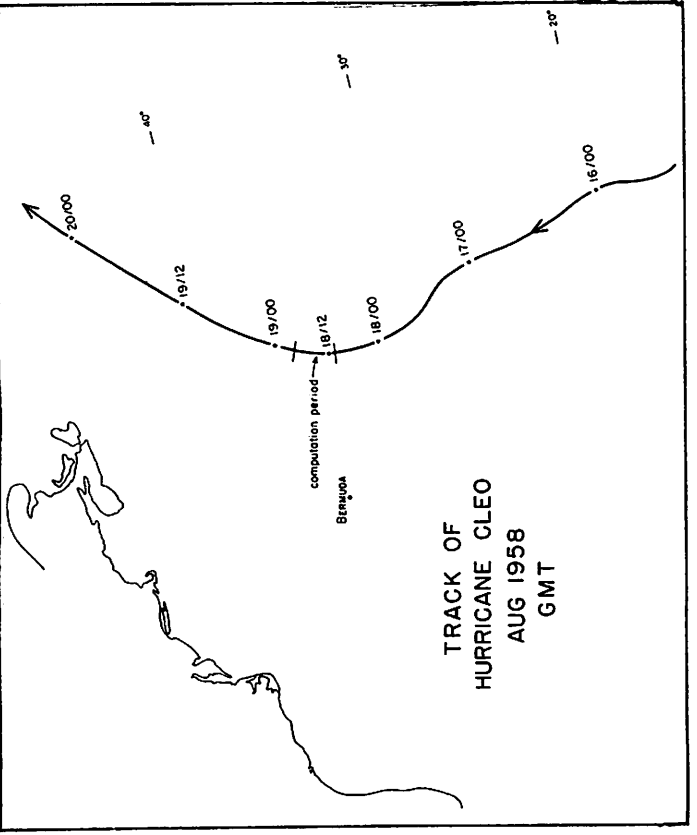 TRACK OF
HURRICANE CLEO
AUG 1958
GMT
20/00
19/12
19/00
18/12
18/00
17/00
16/00
computation period
BERMUDA
40°
30°
20°